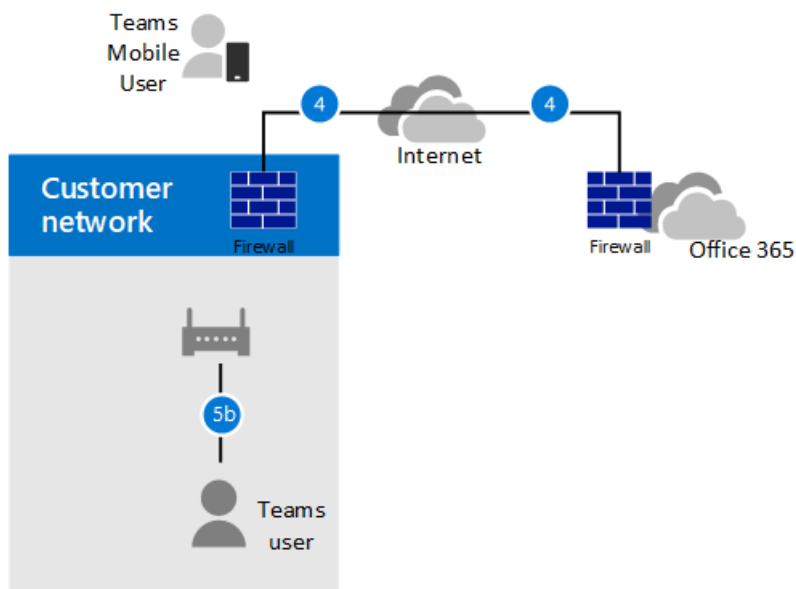 Teams
Mobile
User
4
4
Internet
Customer
network
Firewall
Firewall
Office 365
5b
Teams
user